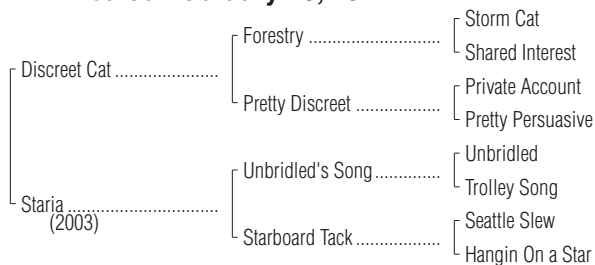 Storm Cat
Forestry ................................
Shared Interest
Discreet Cat .........................
Private Account
Pretty Discreet ....................
Pretty Persuasive
Unbridled
Unbridled's Song................
Trolley Song
Staria ....................................
(2003)
Seattle Slew
Starboard Tack ....................
Hangin On a Star